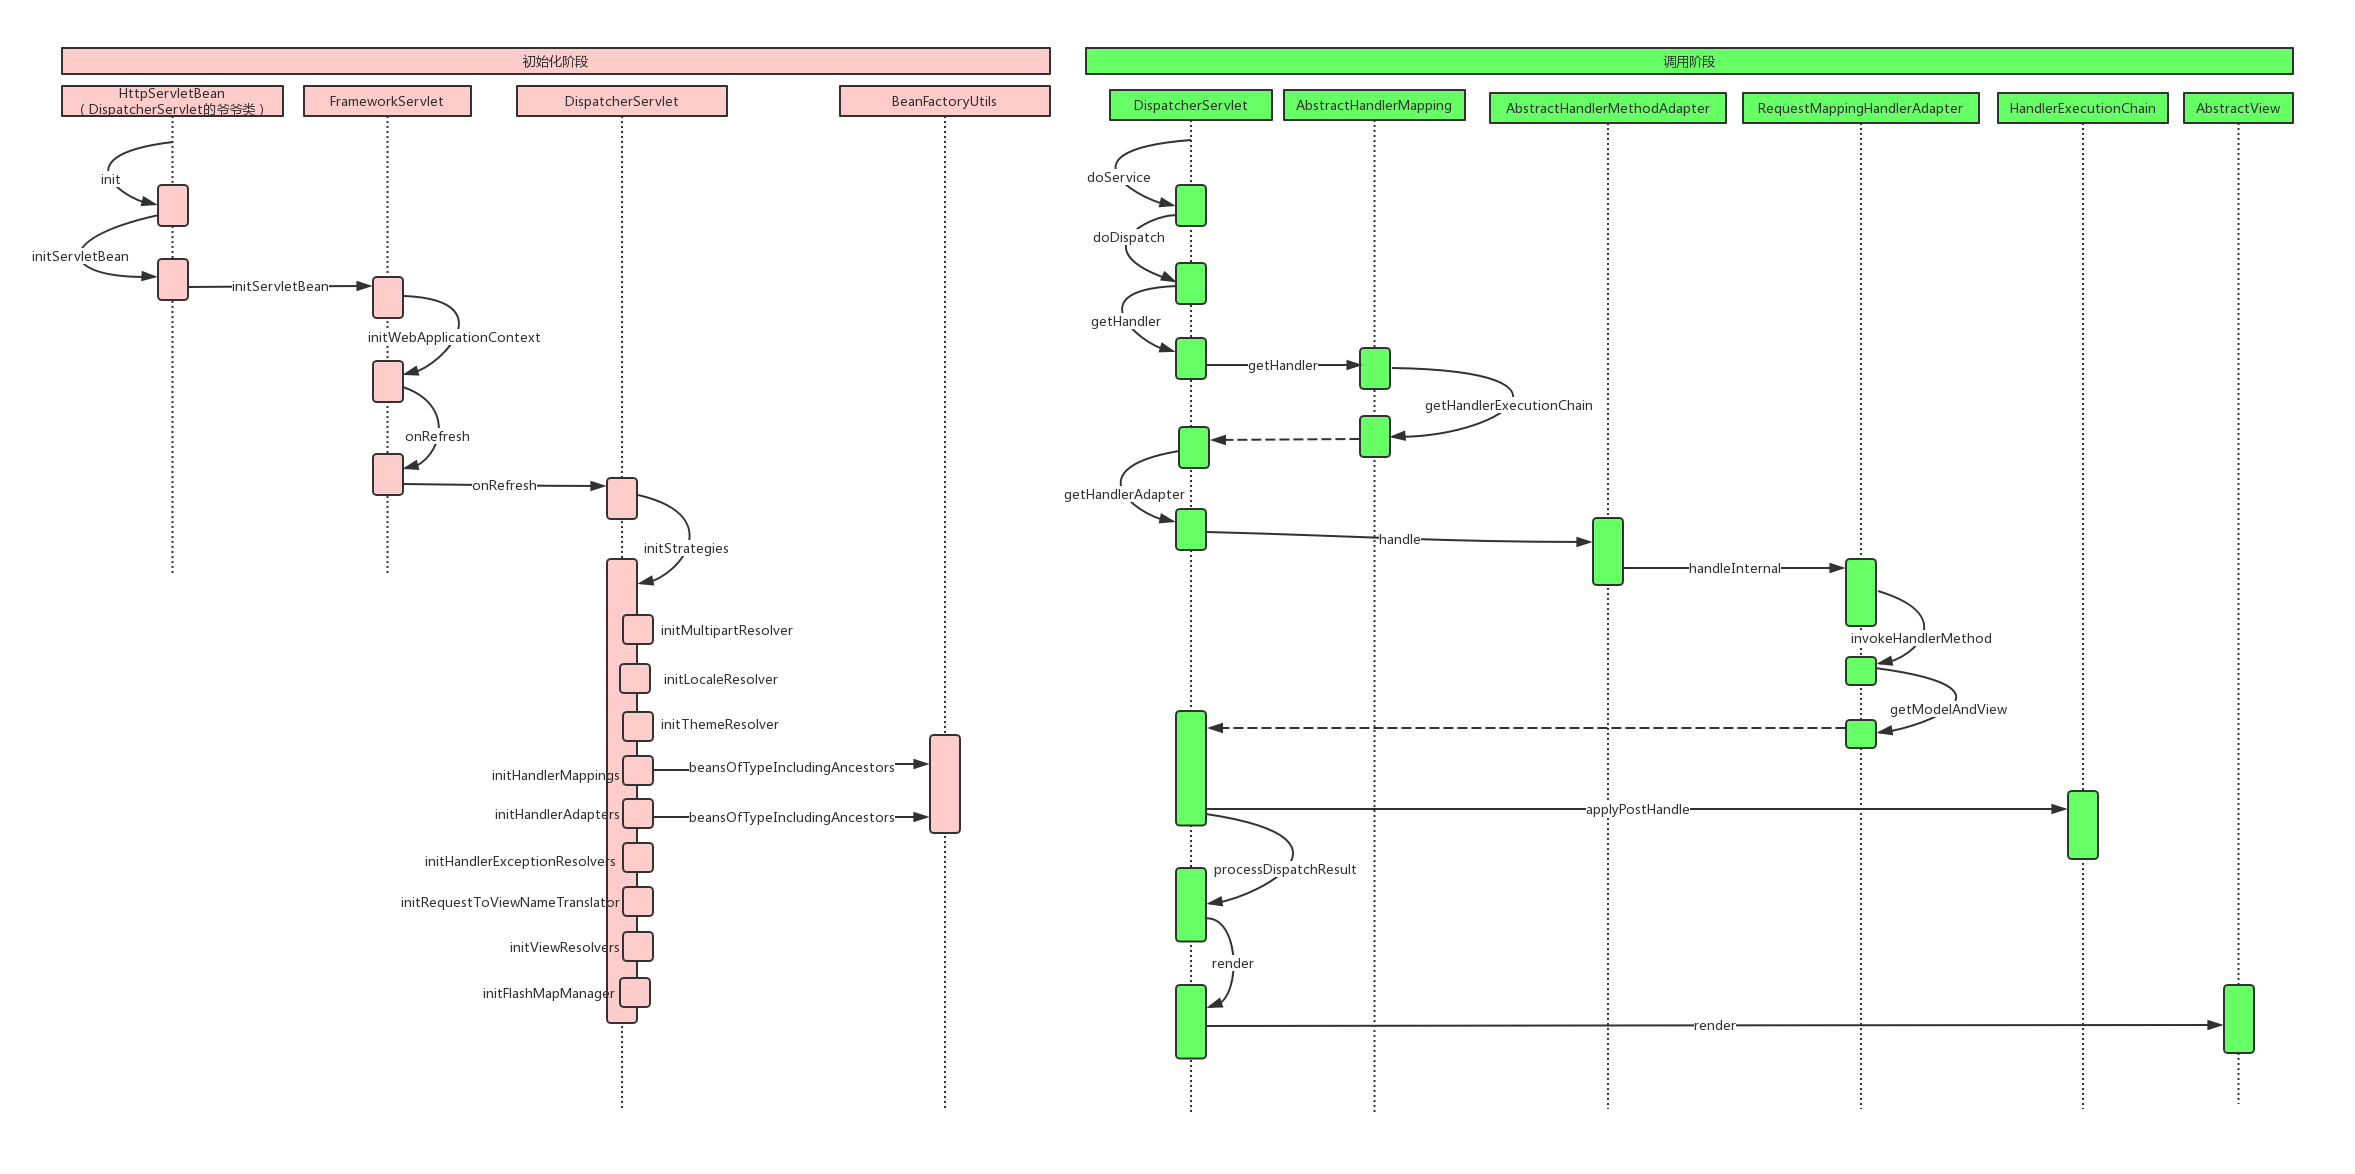 初始化阶段
HttpServletBean
（DispatcherServlet的爷爷类）
FrameworkServlet
DispatcherServlet
BeanFactoryUtils
init
initServletBean
initServletBean
initWebApplicationContext
onRefresh
onRefresh
initStrategies
initMultipartResolver
initLocaleResolver
initThemeResolver
initHandlerMappings
beansOfTypeIncludingAncestors
initHandlerAdapters
beansOfTypeIncludingAncestors
initHandlerExceptionResolvers
initRequestToViewNameTranslator
initViewResolvers
initFlashMapManager
调用阶段
DispatcherServlet
AbstractHandlerMapping
AbstractHandlerMethodAdapter
RequestMappingHandlerAdapter
HandlerExecutionChain
AbstractView
doService
doDispatch
getHandler
getHandler
getHandlerExecutionChain
getHandlerAdapter
handle
handleInternal
invokeHandlerMethod
getModelAndView
applyPostHandle
processDispatchResult
render
render